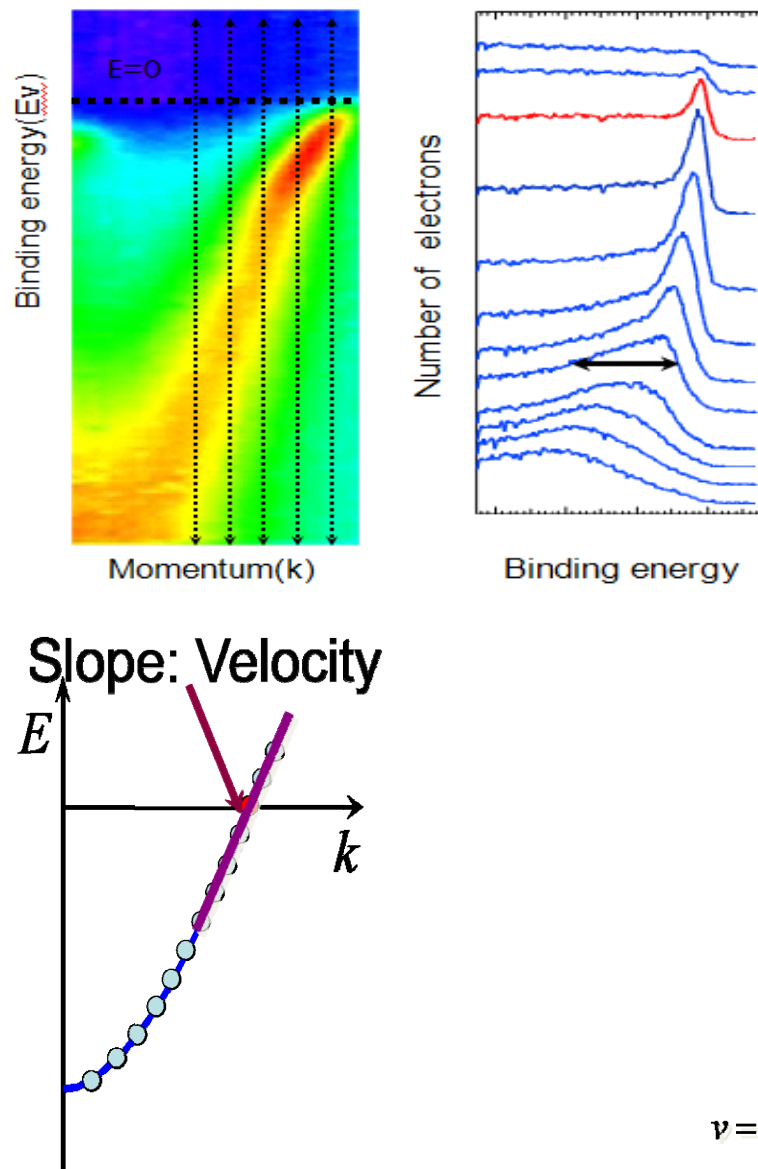 E=0
Binding energy(Ev)
Momentum(k)
Number of electrons
Binding energy
Slope: Velocity
E
k
v=